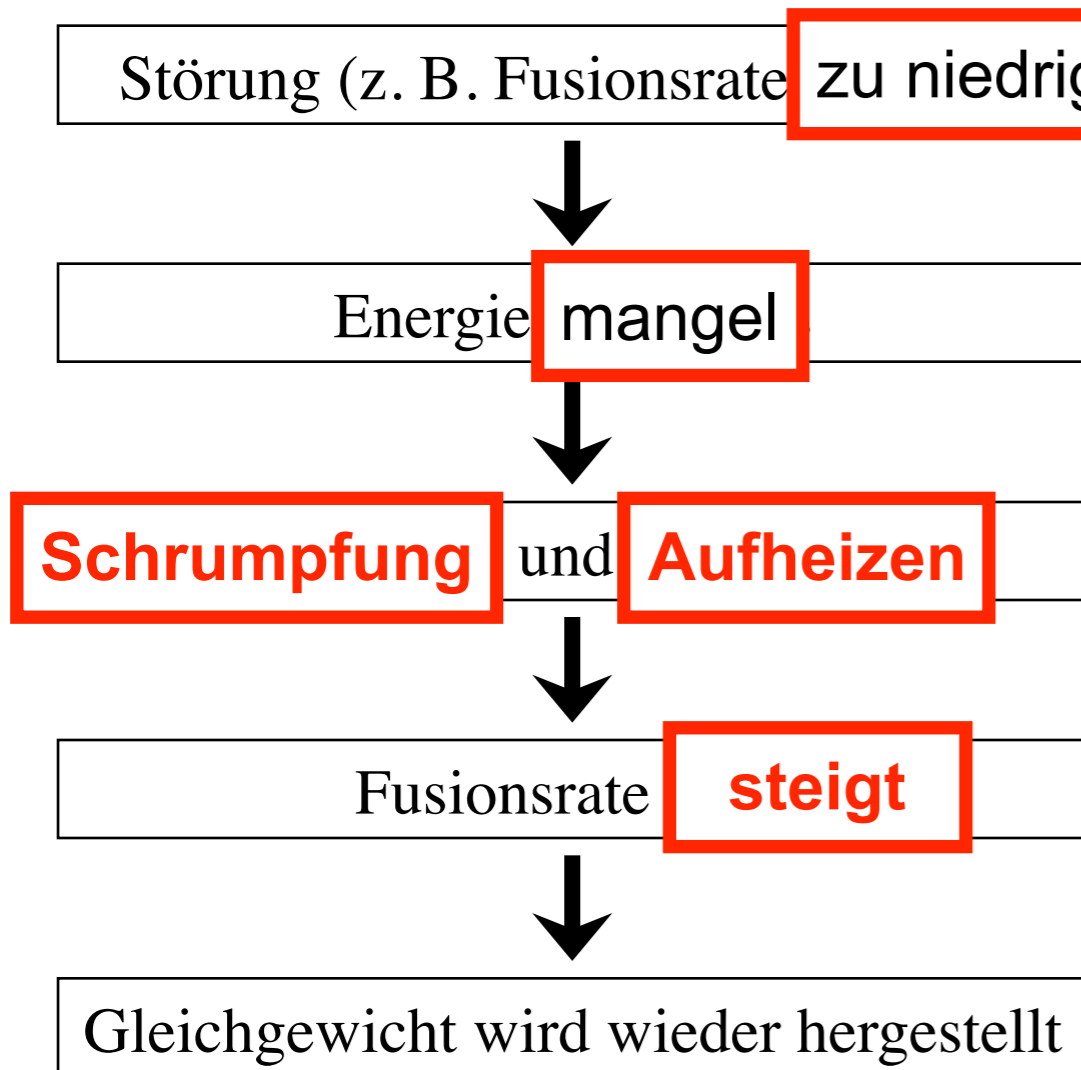 Störung (z. B. Fusionsrate zu niedrig
Energie mangel
Schrumpfung und Aufheizen
Fusionsrate steigt
Gleichgewicht wird wieder hergestellt